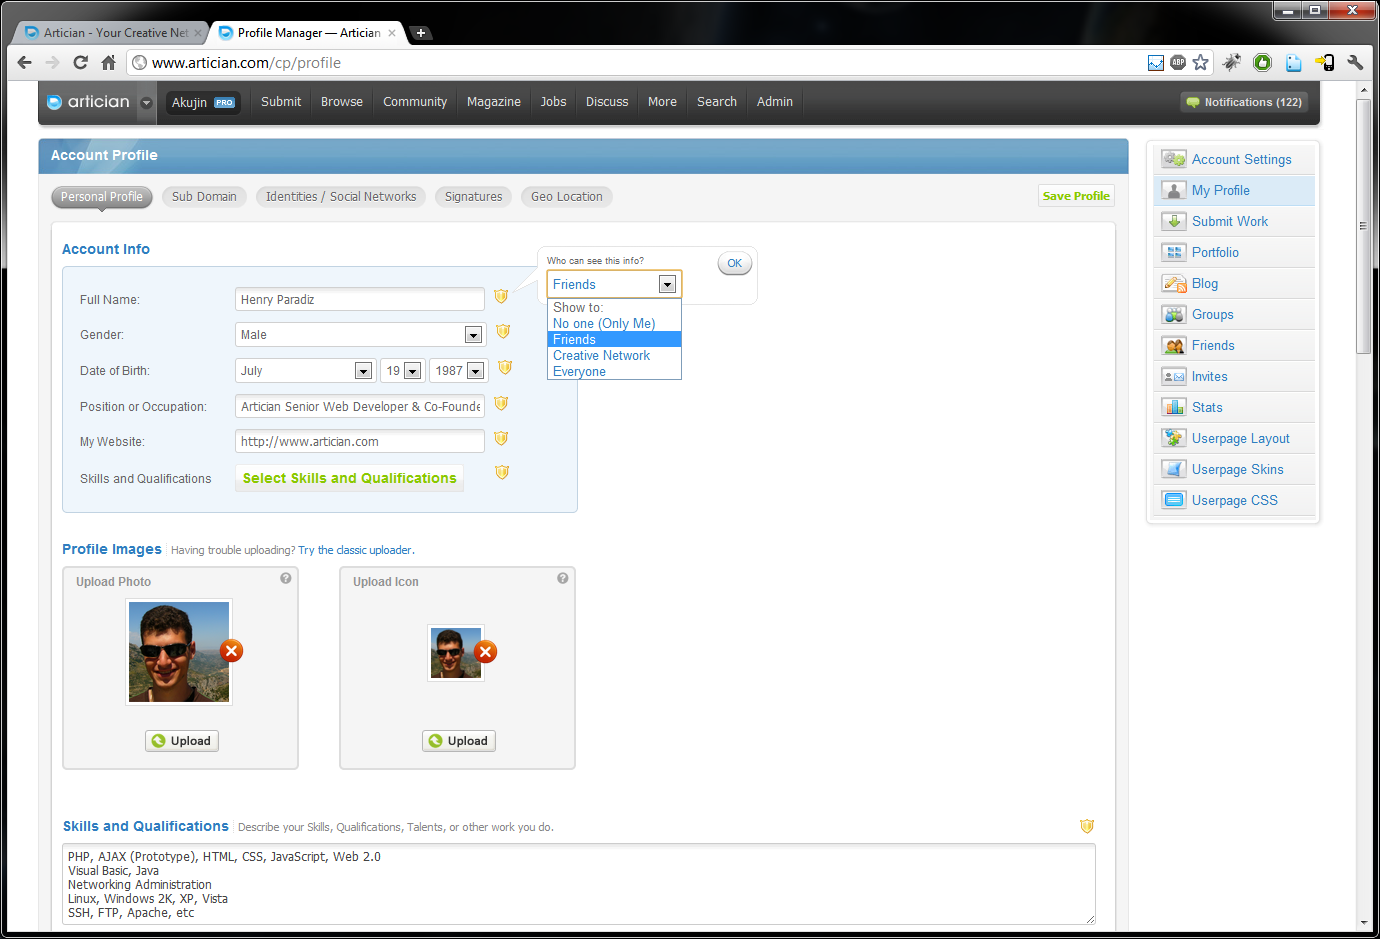 Artician - Your Creative Net
Profile Manager — Artician
www.artician.com/cp/profile
ABP
artician
Akujin PRO
Submit
Browse
Community
Magazine
Jobs
Discuss
More
Search
Admin
Notifications (122)
Account Profile
Personal Profile
Sub Domain
Identities / Social Networks
Signatures
Geo Location
Save Profile
Account Info
Who can see this info?
OK
Friends
Show to:
No one (Only Me)
Friends
Creative Network
Everyone
Full Name:
Henry Paradiz
Gender:
Male
Date of Birth:
July
19
1987
Position or Occupation:
Artician Senior Web Developer & Co-Founde
My Website:
http://www.artician.com
Skills and Qualifications
Select Skills and Qualifications
Profile Images
Having trouble uploading? Try the classic uploader.
Upload Photo
?
Upload
Upload Icon
?
Upload
Skills and Qualifications
Describe your Skills, Qualifications, Talents, or other work you do.
PHP, AJAX (Prototype), HTML, CSS, JavaScript, Web 2.0
Visual Basic, Java
Networking Administration
Linux, Windows 2K, XP, Vista
SSH, FTP, Apache, etc
Account Settings
My Profile
Submit Work
Portfolio
Blog
Groups
Friends
Invites
Stats
Userpage Layout
Userpage Skins
Userpage CSS